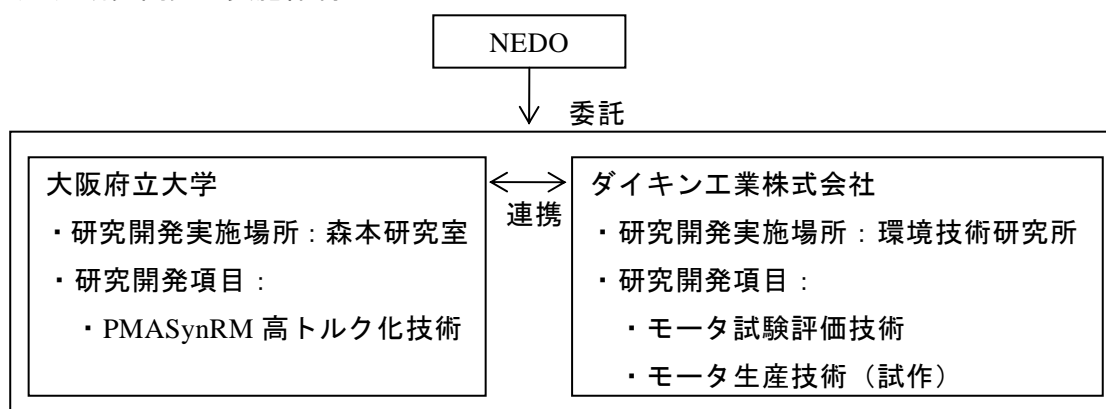 NEDO
委託
大阪府立大学
・研究開発実施場所：森本研究室
・研究開発項目：
・PMASynRM 高トルク化技術
連携
ダイキン工業株式会社
・研究開発実施場所：環境技術研究所
・研究開発項目：
・モータ試験評価技術
・モータ生産技術（試作）